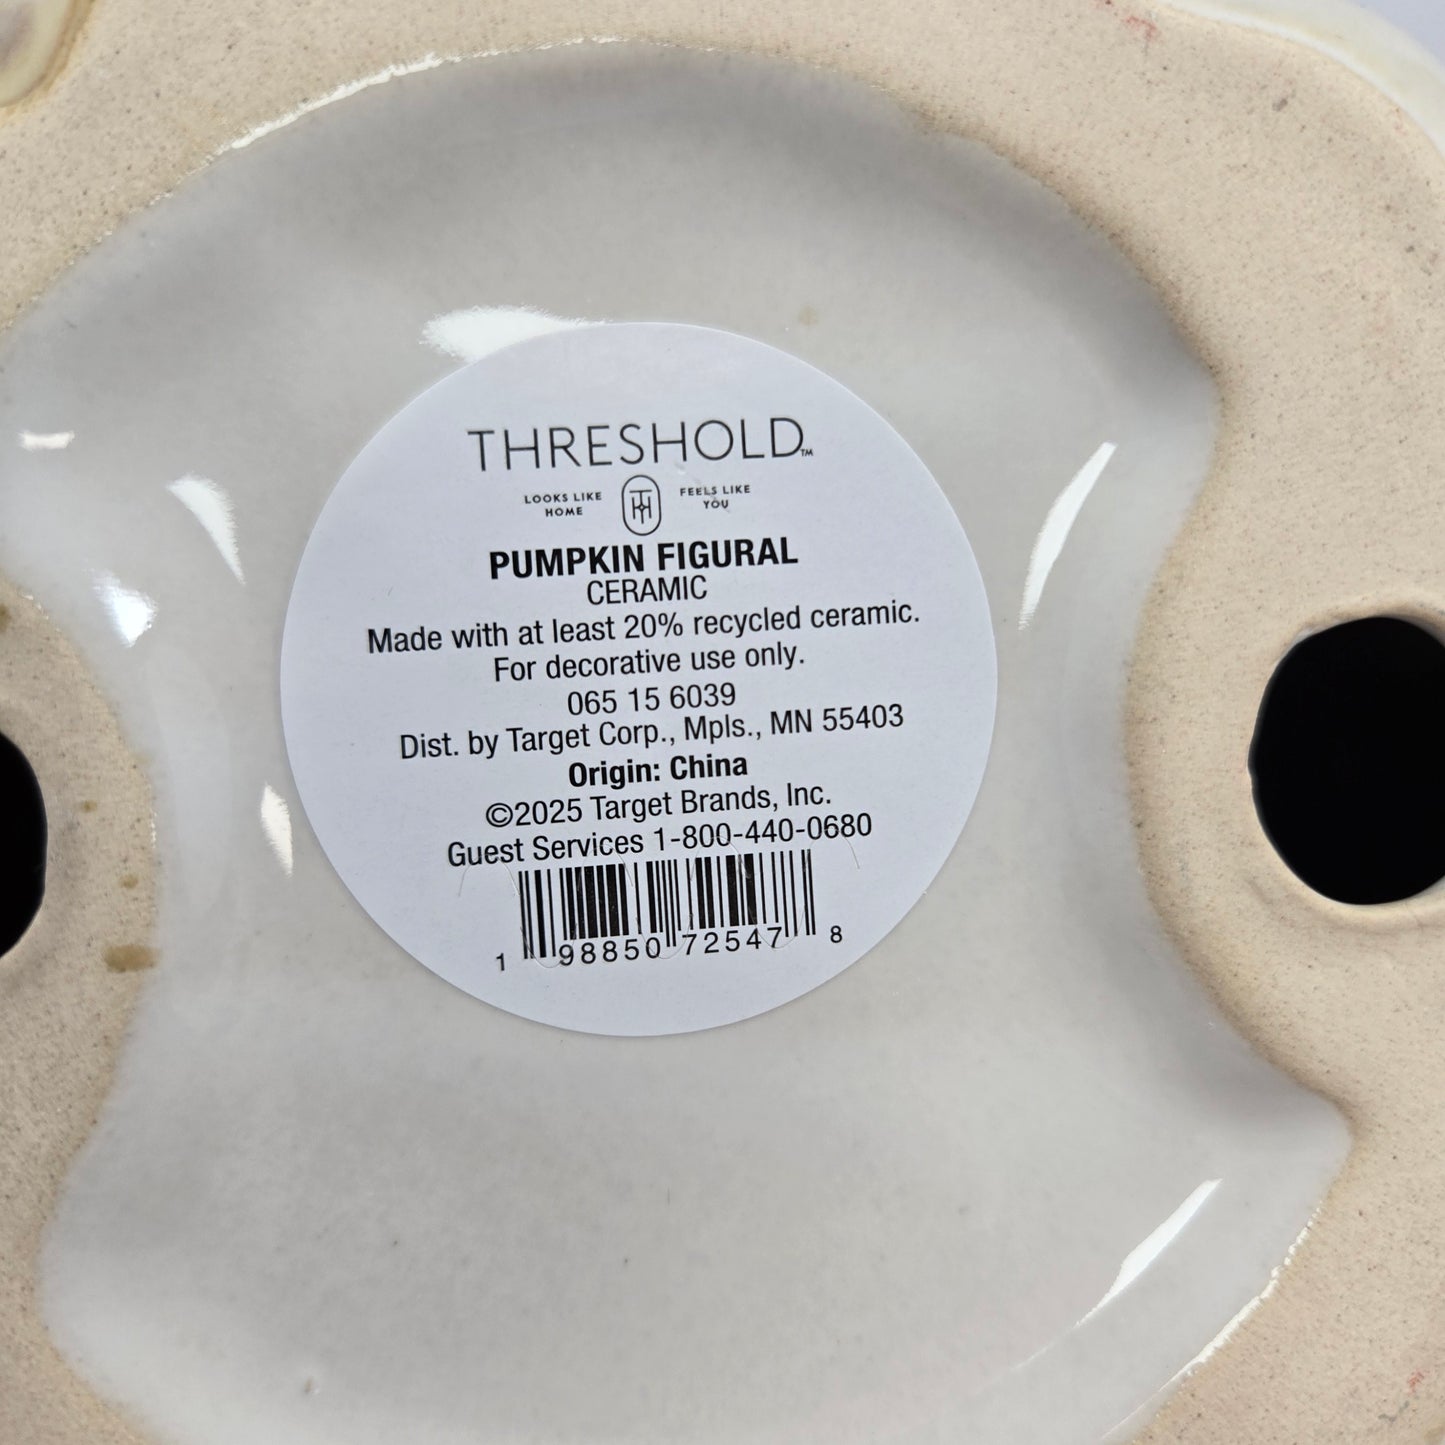 THRESHOLD™
LOOKS LIKE HOME TH FEELS LIKE YOU
PUMPKIN FIGURAL
CERAMIC
Made with at least 20% recycled ceramic.
For decorative use only.
065 15 6039
Dist. by Target Corp., Mpls., MN 55403
Origin: China
©2025 Target Brands, Inc.
Guest Services 1-800-440-0680
1 98850 72547 8